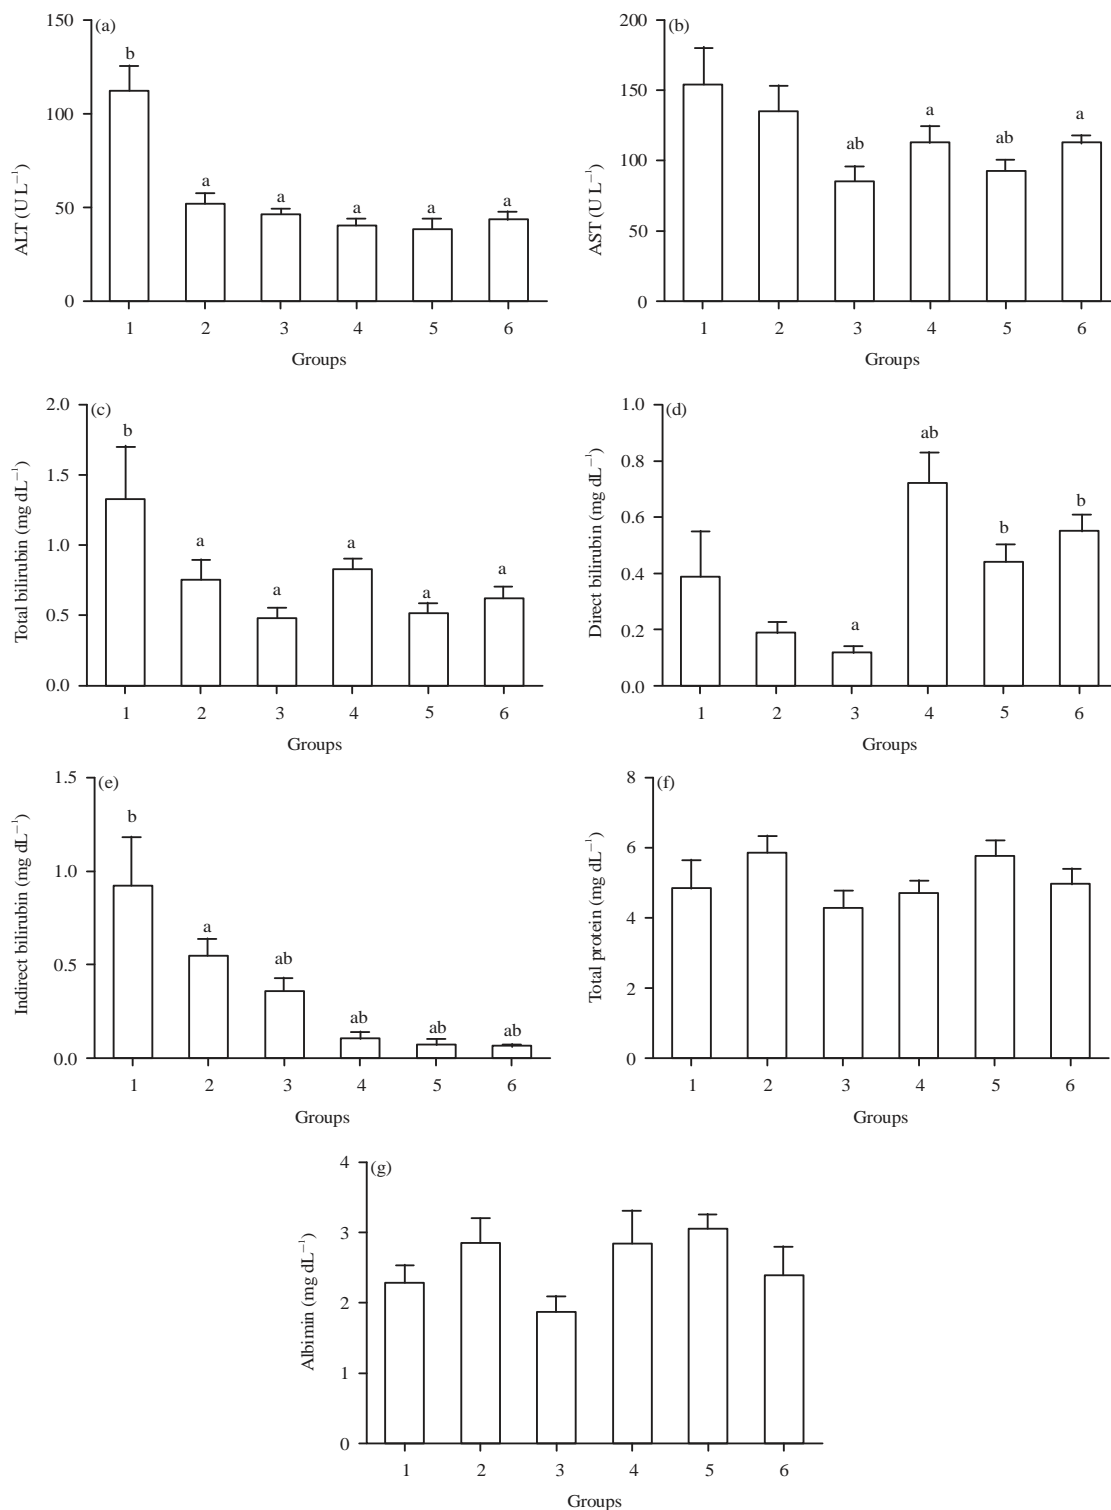 (a)
150
100
50
0
ALT (U L⁻¹)
b
a
a
a
a
a
1 2 3 4 5 6
Groups
(b)
200
150
100
50
0
AST (U L⁻¹)
ab
a
ab
a
1 2 3 4 5 6
Groups
(c)
2.0
1.5
1.0
0.5
0.0
Total bilirubin (mg dL⁻¹)
b
a
a
a
a
a
1 2 3 4 5 6
Groups
(d)
1.0
0.8
0.6
0.4
0.2
0.0
Direct bilirubin (mg dL⁻¹)
a
ab
b
b
1 2 3 4 5 6
Groups
(e)
1.5
1.0
0.5
0.0
Indirect bilirubin (mg dL⁻¹)
b
a
ab
ab
ab
ab
1 2 3 4 5 6
Groups
(f)
8
6
4
2
0
Total protein (mg dL⁻¹)
1 2 3 4 5 6
Groups
(g)
4
3
2
1
0
Albimin (mg dL⁻¹)
1 2 3 4 5 6
Groups